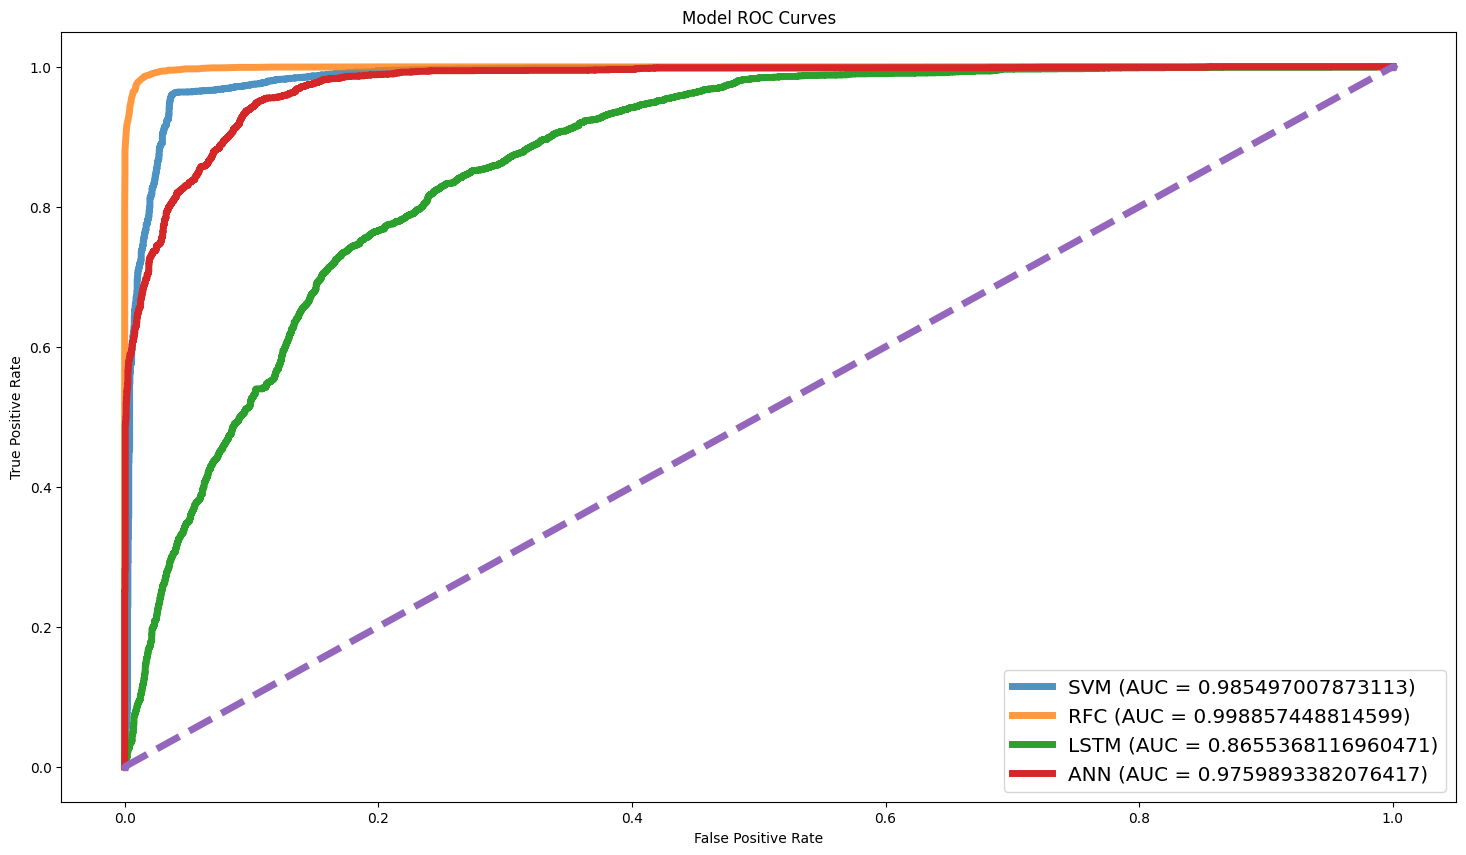 Model ROC Curves
1.0
0.8
0.6
0.4
0.2
0.0
True Positive Rate
0.0 0.2 0.4 0.6 0.8 1.0
False Positive Rate
SVM (AUC = 0.985497007873113)
RFC (AUC = 0.998857448814599)
LSTM (AUC = 0.8655368116960471)
ANN (AUC = 0.9759893382076417)